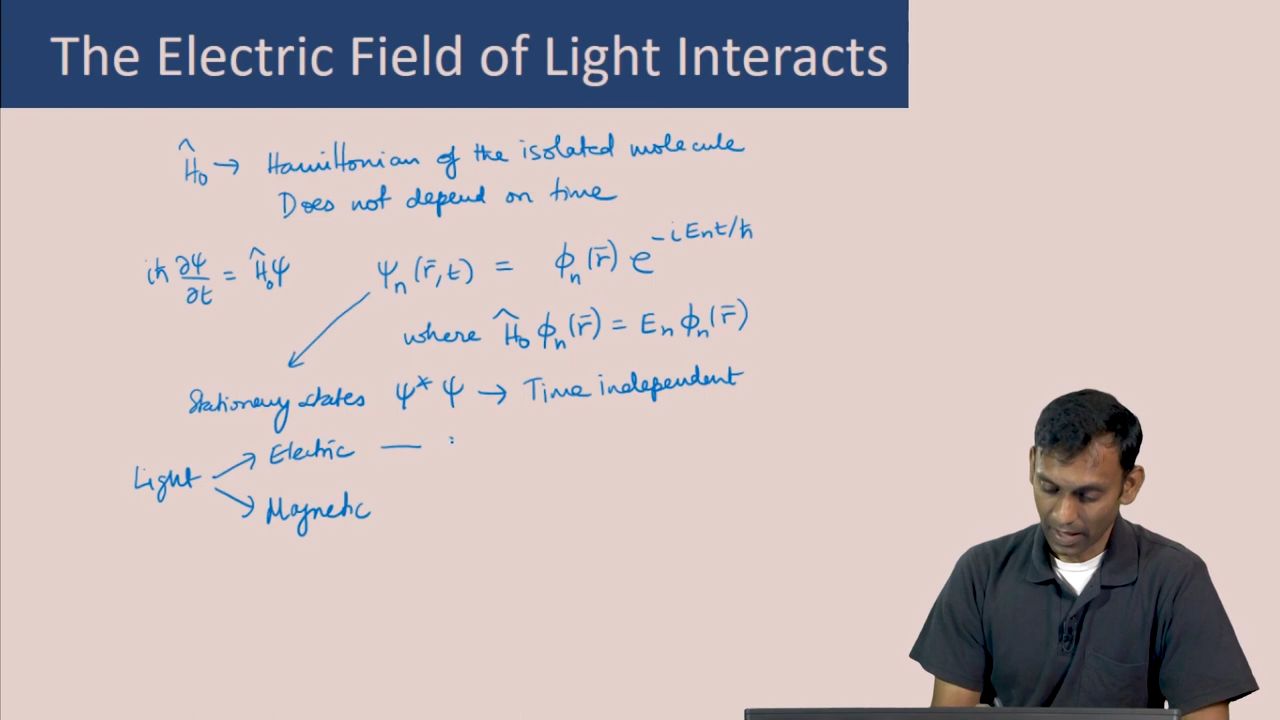 The Electric Field of Light Interacts
Ĥ₀ → Hamiltonian of the isolated molecule
Does not depend on time
iħ ∂Ψ/∂t = Ĥ₀Ψ Ψₙ(r̄,t) = ϕₙ(r̄) e^(-iEₙt/ħ)
where Ĥ₀ ϕₙ(r̄) = Eₙ ϕₙ(r̄)
Stationary states Ψ* Ψ → Time independent
Light → Electric —
→ Magnetic